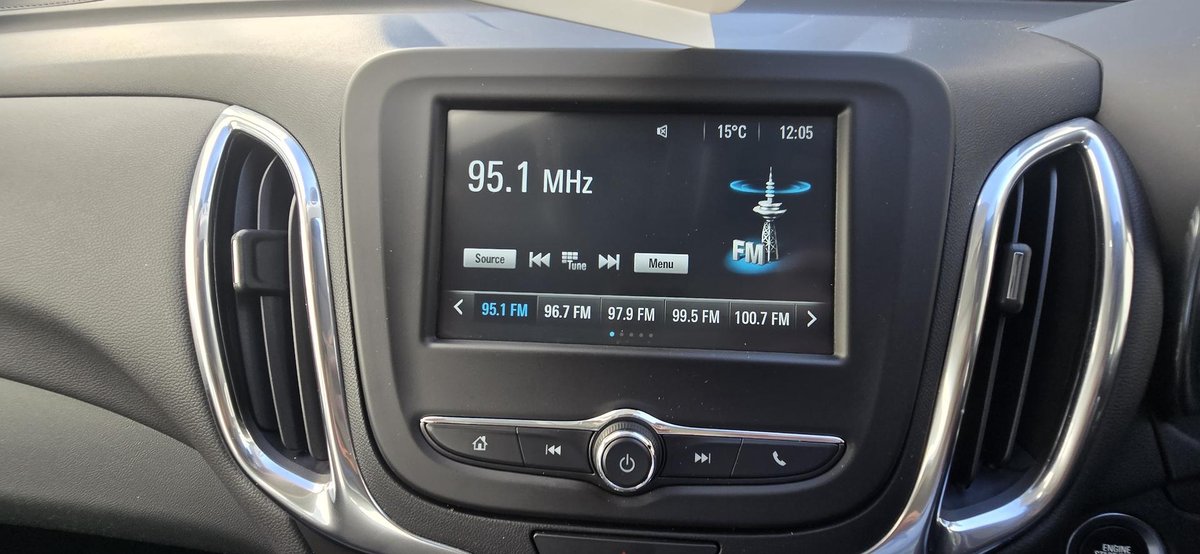 15°C 12:05
95.1 MHz
FM
Source Tune Menu
95.1 FM 96.7 FM 97.9 FM 99.5 FM 100.7 FM
ENGINE